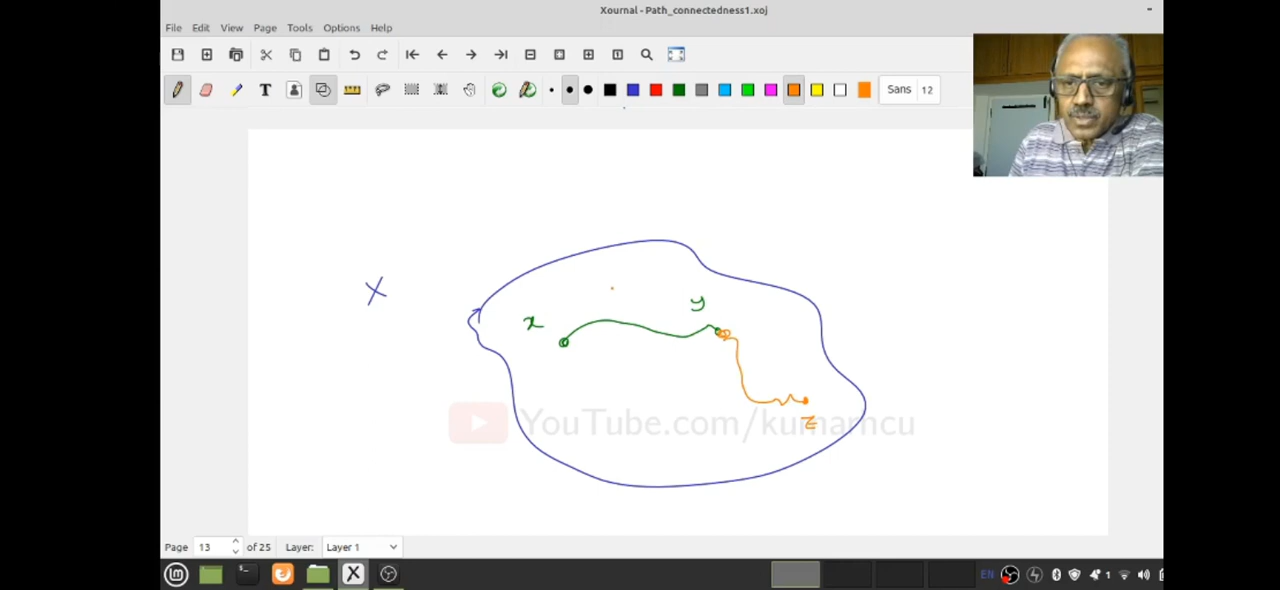 Xournal - Path_connectedness1.xoj
File Edit View Page Tools Options Help
Sans 12
X
x
y
z
YouTube.com/kumarncu
Page 13 of 25 Layer: Layer 1
EN 1